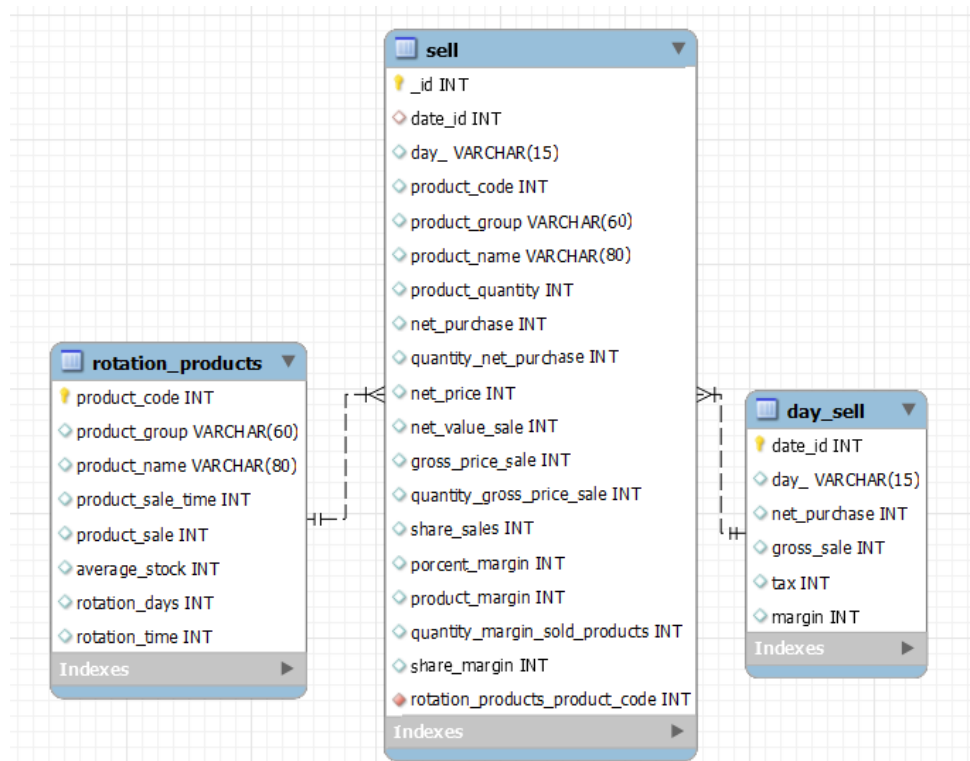 sell
_id INT
date_id INT
day_ VARCHAR(15)
product_code INT
product_group VARCHAR(60)
product_name VARCHAR(80)
product_quantity INT
net_purchase INT
quantity_net_purchase INT
net_price INT
net_value_sale INT
gross_price_sale INT
quantity_gross_price_sale INT
share_sales INT
porcent_margin INT
product_margin INT
quantity_margin_sold_products INT
share_margin INT
rotation_products_product_code INT
Indexes
rotation_products
product_code INT
product_group VARCHAR(60)
product_name VARCHAR(80)
product_sale_time INT
product_sale INT
average_stock INT
rotation_days INT
rotation_time INT
Indexes
day_sell
date_id INT
day_ VARCHAR(15)
net_purchase INT
gross_sale INT
tax INT
margin INT
Indexes